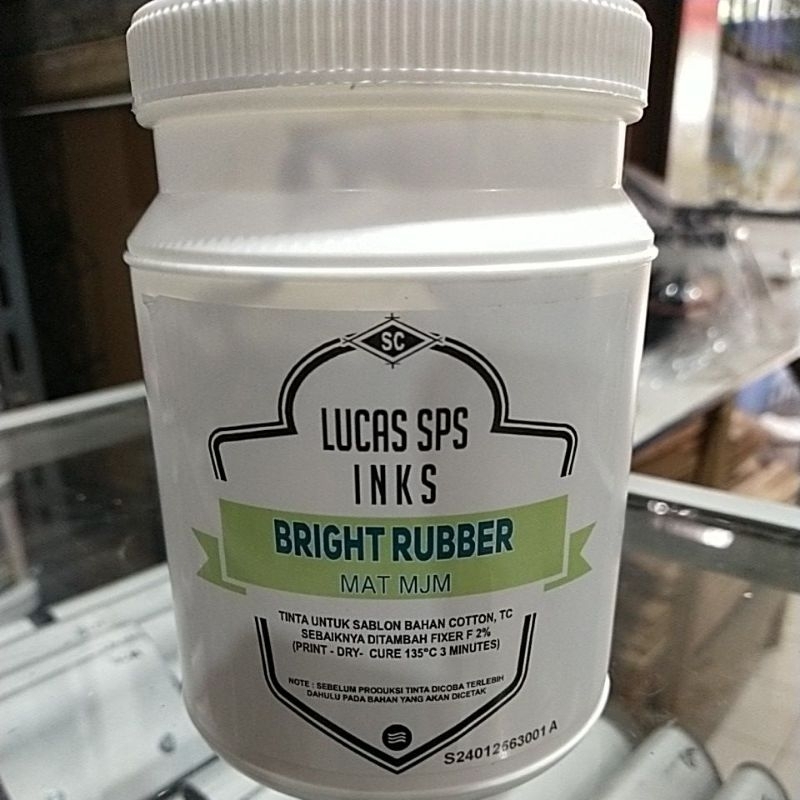 SC
LUCAS SPS
INKS
BRIGHT RUBBER
MAT MJM
TINTA UNTUK SABLON BAHAN COTTON, TC
SEBAIKNYA DITAMBAH FIXER F 2%
(PRINT - DRY- CURE 135°C 3 MINUTES)
NOTE : SEBELUM PRODUKSI TINTA DICOBA TERLEBIH
DAHULU PADA BAHAN YANG AKAN DICETAK
S24012663001 A